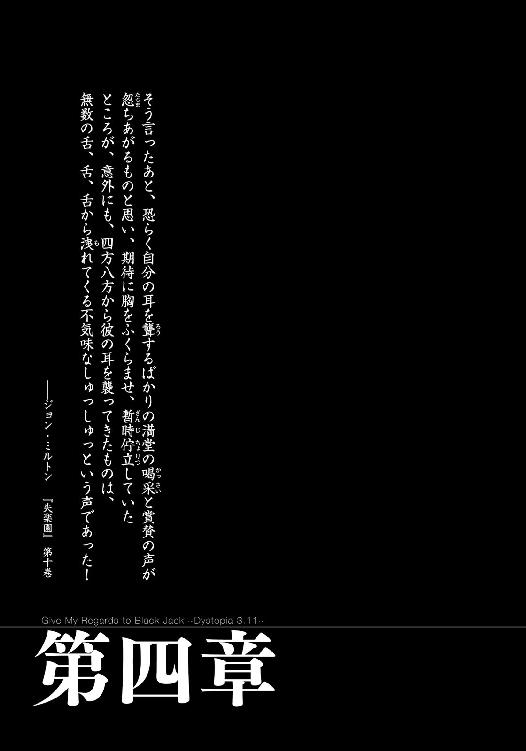 そう言ったあと、恐らく自分の耳を聾するばかりの満堂の喝采と賞賛の声が
忽ちあがるものと思い、期待に胸をふくらませ、暫時佇立していた
ところが、意外にも、四方八方から彼の耳を襲ってきたものは、
無数の舌、舌、舌から洩れてくる不気味なしゅっしゅっという声であった!
――ジョン・ミルトン 『失楽園』 第十巻
Give My Regards to Black Jack --Dystopia 3.11--
第四章